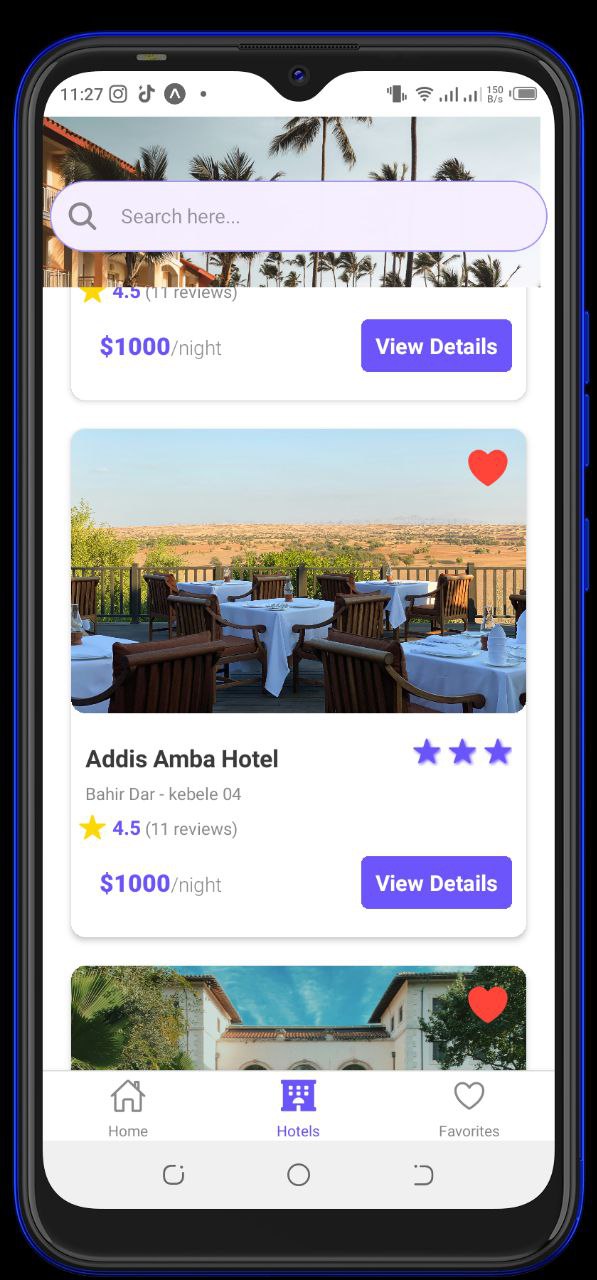 11:27
150
B/s
Search here...
4.5 (11 reviews)
$1000/night
View Details
Addis Amba Hotel
Bahir Dar - kebele 04
4.5 (11 reviews)
$1000/night
View Details
Home
Hotels
Favorites